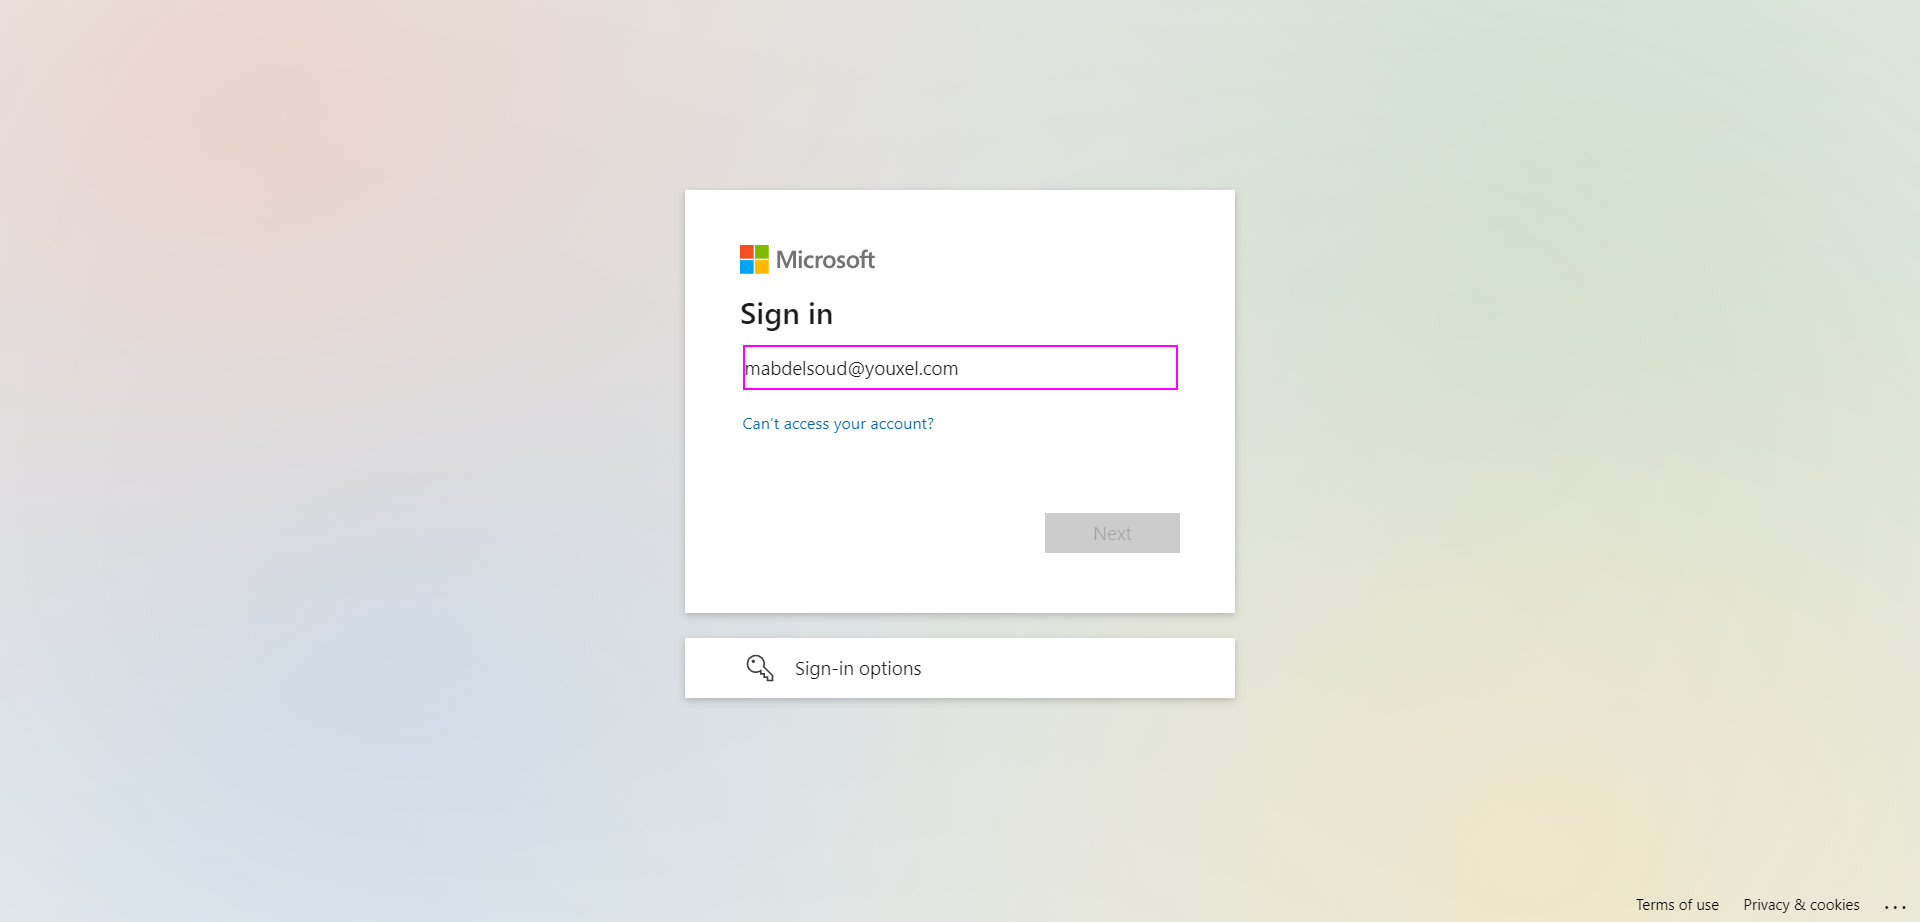 Microsoft
Sign in
mabdelsoud@youxel.com
Can't access your account?
Next
Sign-in options
Terms of use
Privacy & cookies
...